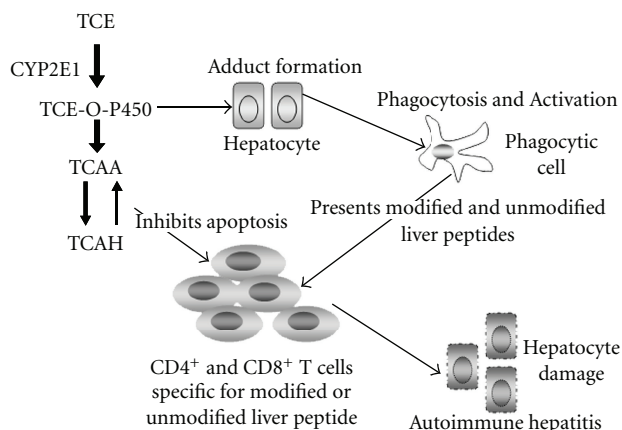 TCE
CYP2E1
TCE-O-P450
TCAA
TCAH
Adduct formation
Hepatocyte
Phagocytosis and Activation
Phagocytic
cell
Inhibits apoptosis
Presents modified and unmodified
liver peptides
CD4⁺ and CD8⁺ T cells
specific for modified or
unmodified liver peptide
Hepatocyte
damage
Autoimmune hepatitis